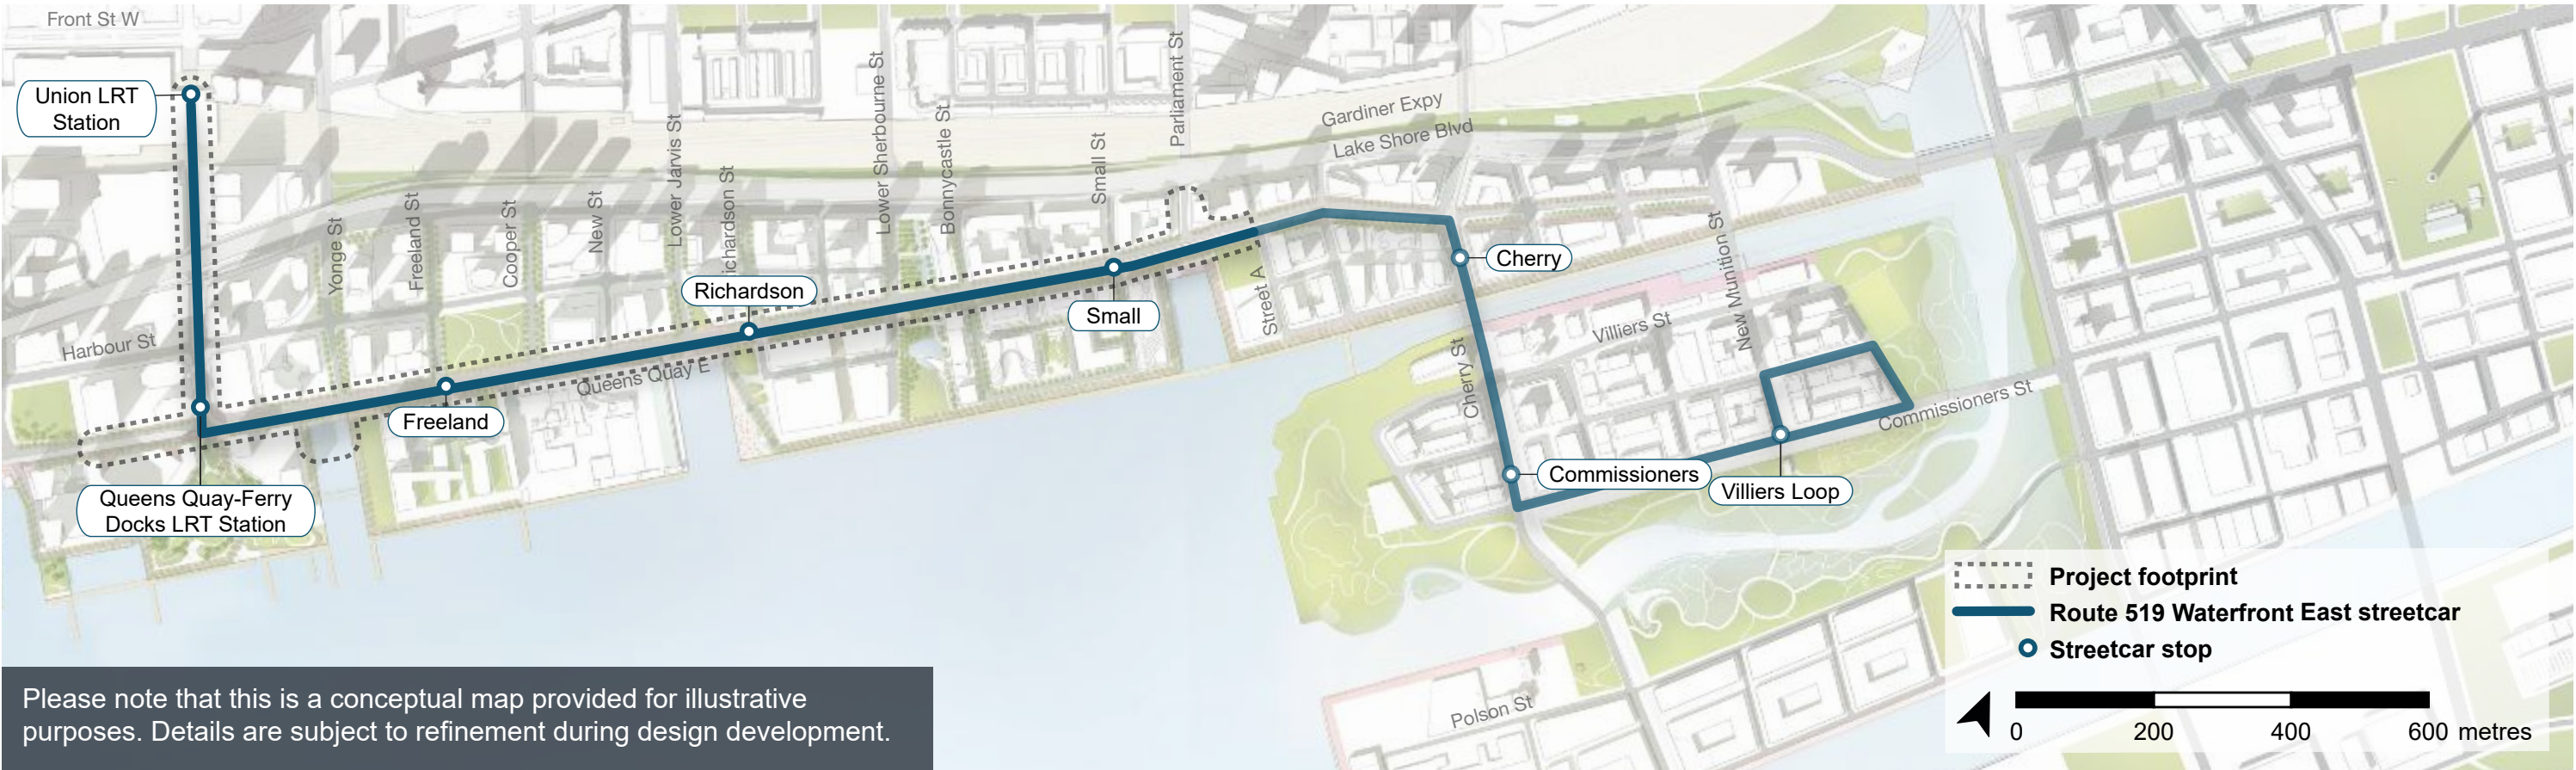 Front St W
Union LRT
Station
Harbour St
Yonge St
Freeland St
Cooper St
New St
Lower Jarvis St
ichardson St
Lower Sherbourne St
Bonnycastle St
Small St
Parliament St
Gardiner Expy
Lake Shore Blvd
Queens Quay-Ferry
Docks LRT Station
Freeland
Queens Quay E
Richardson
Small
Street A
Cherry
Cherry St
Villiers St
New Munition St
Commissioners
Villiers Loop
Commissioners St
Polson St
Project footprint
Route 519 Waterfront East streetcar
Streetcar stop
0 200 400 600 metres
Please note that this is a conceptual map provided for illustrative
purposes. Details are subject to refinement during design development.